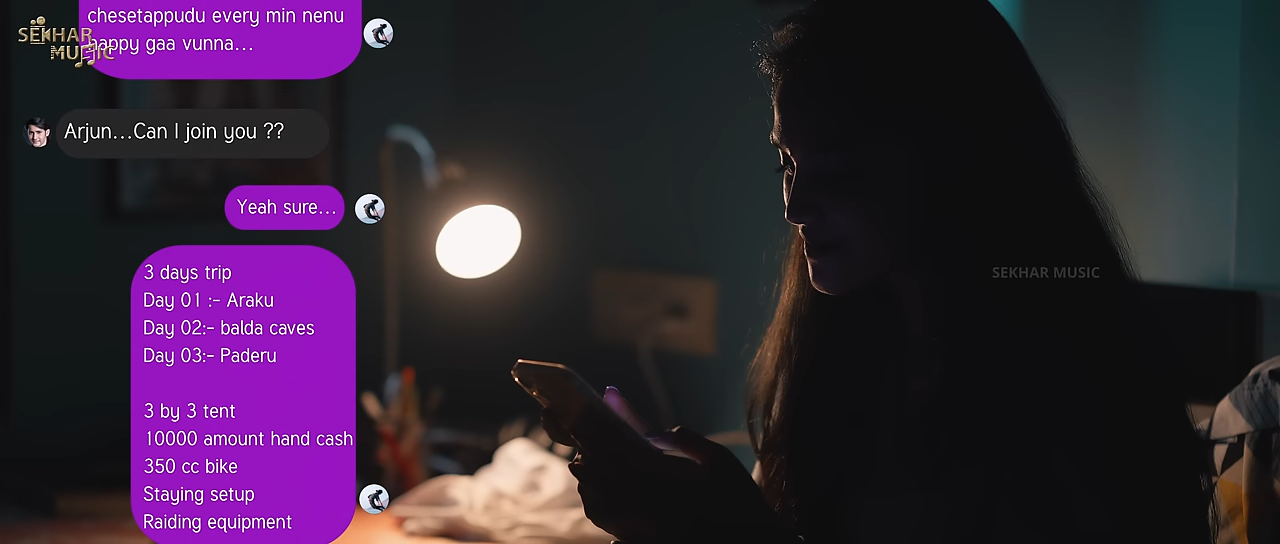 chesetappudu every min nenu
happy gaa vunna...
SEKHAR
MUSIC
Arjun...Can I join you ??
Yeah sure...
3 days trip
Day 01 :- Araku
Day 02:- balda caves
Day 03:- Paderu
3 by 3 tent
10000 amount hand cash
350 cc bike
Staying setup
Raiding equipment
SEKHAR MUSIC